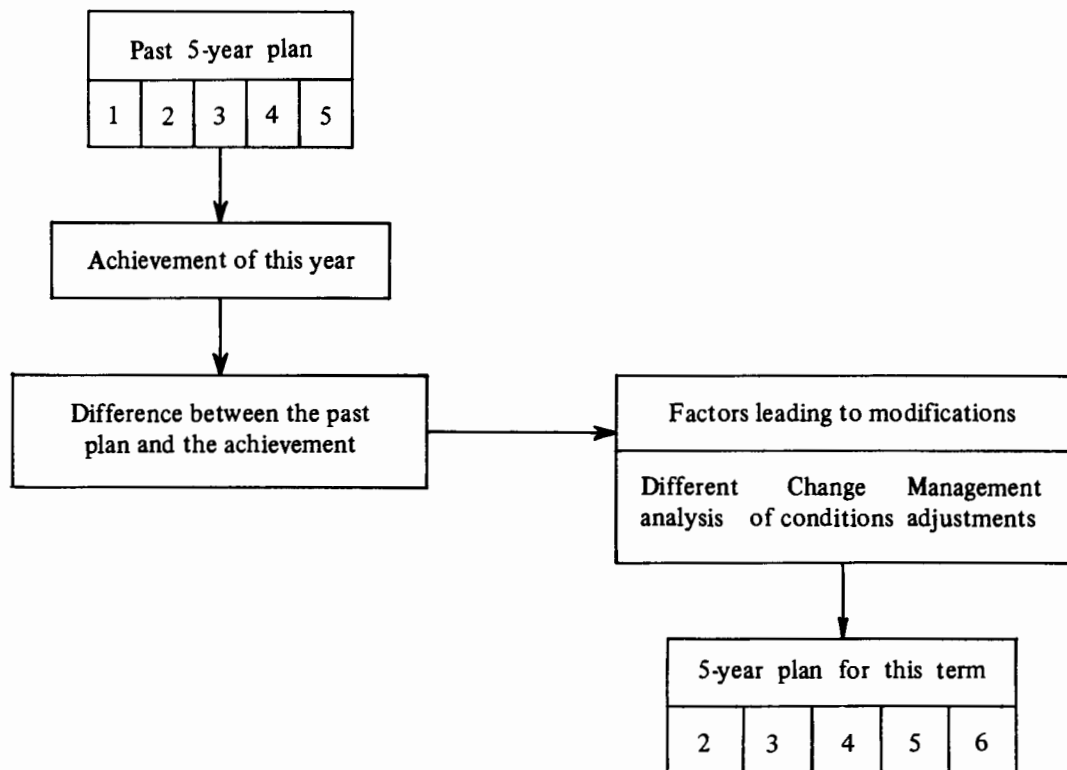 Past 5-year plan
1 2 3 4 5
Achievement of this year
Difference between the past
plan and the achievement
Factors leading to modifications
Different Change Management
analysis of conditions adjustments
5-year plan for this term
2 3 4 5 6